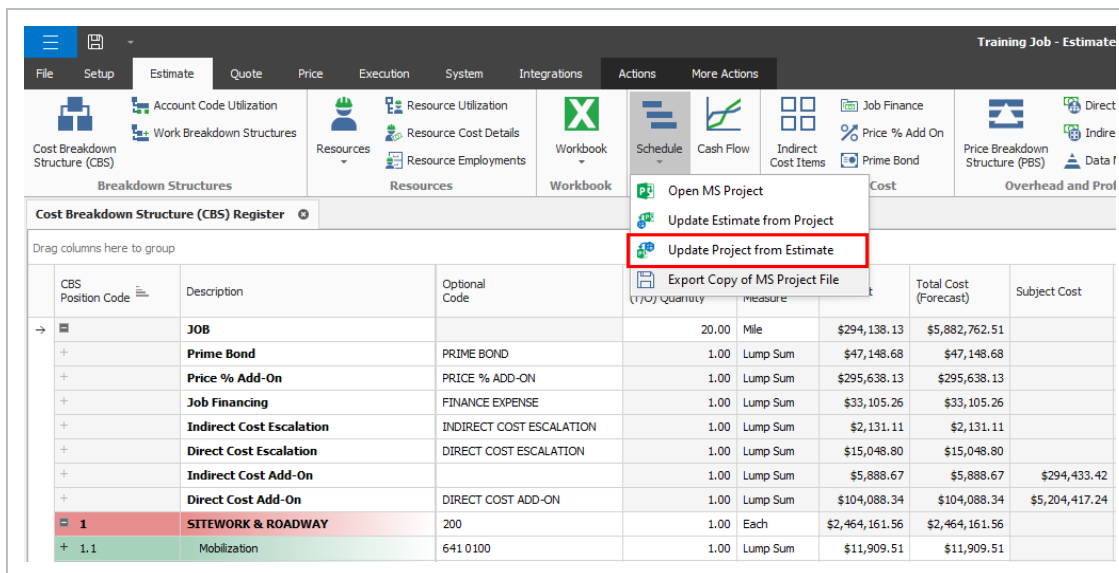 Training Job - Estimate
File Setup Estimate Quote Price Execution System Integrations Actions More Actions
Account Code Utilization Resource Utilization Job Finance Direct
Work Breakdown Structures Resource Cost Details Price % Add On Indire
Cost Breakdown Structure (CBS) Resources Resource Employments Workbook Schedule Cash Flow Indirect Cost Items Prime Bond Price Breakdown Structure (PBS) Data
Breakdown Structures Resources Workbook Cost Overhead and Prof
Open MS Project
Cost Breakdown Structure (CBS) Register Update Estimate from Project
Drag columns here to group Update Project from Estimate
Export Copy of MS Project File
CBS Position Code Description Optional Code (T/O) Quantity Measure t Total Cost (Forecast) Subject Cost
JOB 20.00 Mile $294,138.13 $5,882,762.51
Prime Bond PRIME BOND 1.00 Lump Sum $47,148.68 $47,148.68
Price % Add-On PRICE % ADD-ON 1.00 Lump Sum $295,638.13 $295,638.13
Job Financing FINANCE EXPENSE 1.00 Lump Sum $33,105.26 $33,105.26
Indirect Cost Escalation INDIRECT COST ESCALATION 1.00 Lump Sum $2,131.11 $2,131.11
Direct Cost Escalation DIRECT COST ESCALATION 1.00 Lump Sum $15,048.80 $15,048.80
Indirect Cost Add-On 1.00 Lump Sum $5,888.67 $5,888.67 $294,433.42
Direct Cost Add-On DIRECT COST ADD-ON 1.00 Lump Sum $104,088.34 $104,088.34 $5,204,417.24
1 SITEWORK & ROADWAY 200 1.00 Each $2,464,161.56 $2,464,161.56
1.1 Mobilization 641 0100 1.00 Lump Sum $11,909.51 $11,909.51